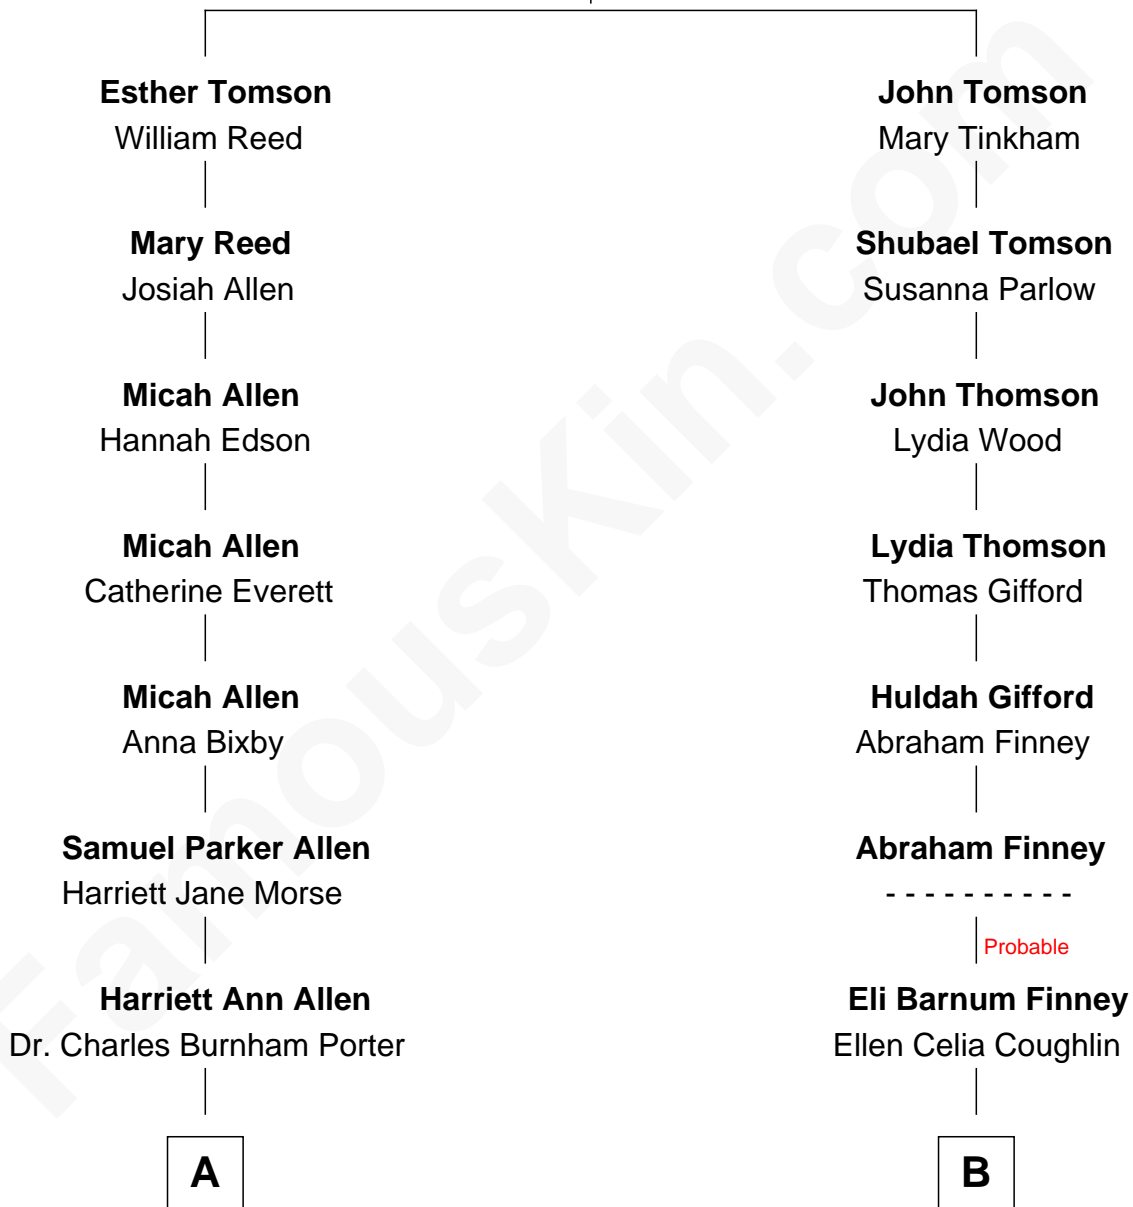 Esther Tomson
William Reed
John Tomson
Mary Tinkham
Mary Reed
Josiah Allen
Shubael Tomson
Susanna Parlow
Micah Allen
Hannah Edson
John Thomson
Lydia Wood
Micah Allen
Catherine Everett
Lydia Thomson
Thomas Gifford
Micah Allen
Anna Bixby
Huldah Gifford
Abraham Finney
Samuel Parker Allen
Harriett Jane Morse
Abraham Finney
- - - - - - - - - -
Probable
Harriett Ann Allen
Dr. Charles Burnham Porter
Eli Barnum Finney
Ellen Celia Coughlin
A
B
FamousKin.com